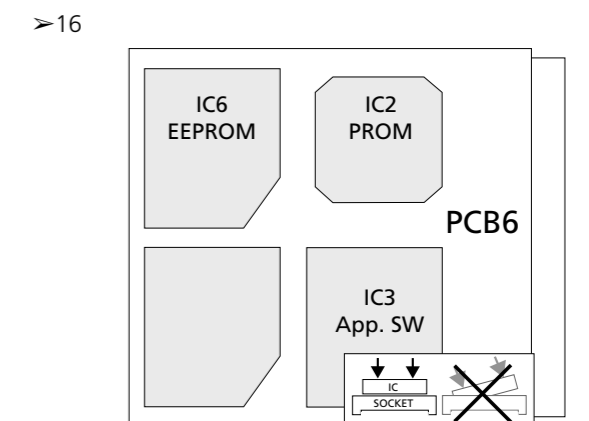 ➢16
IC6
EEPROM
IC2
PROM
PCB6
IC3
App. SW
IC
SOCKET